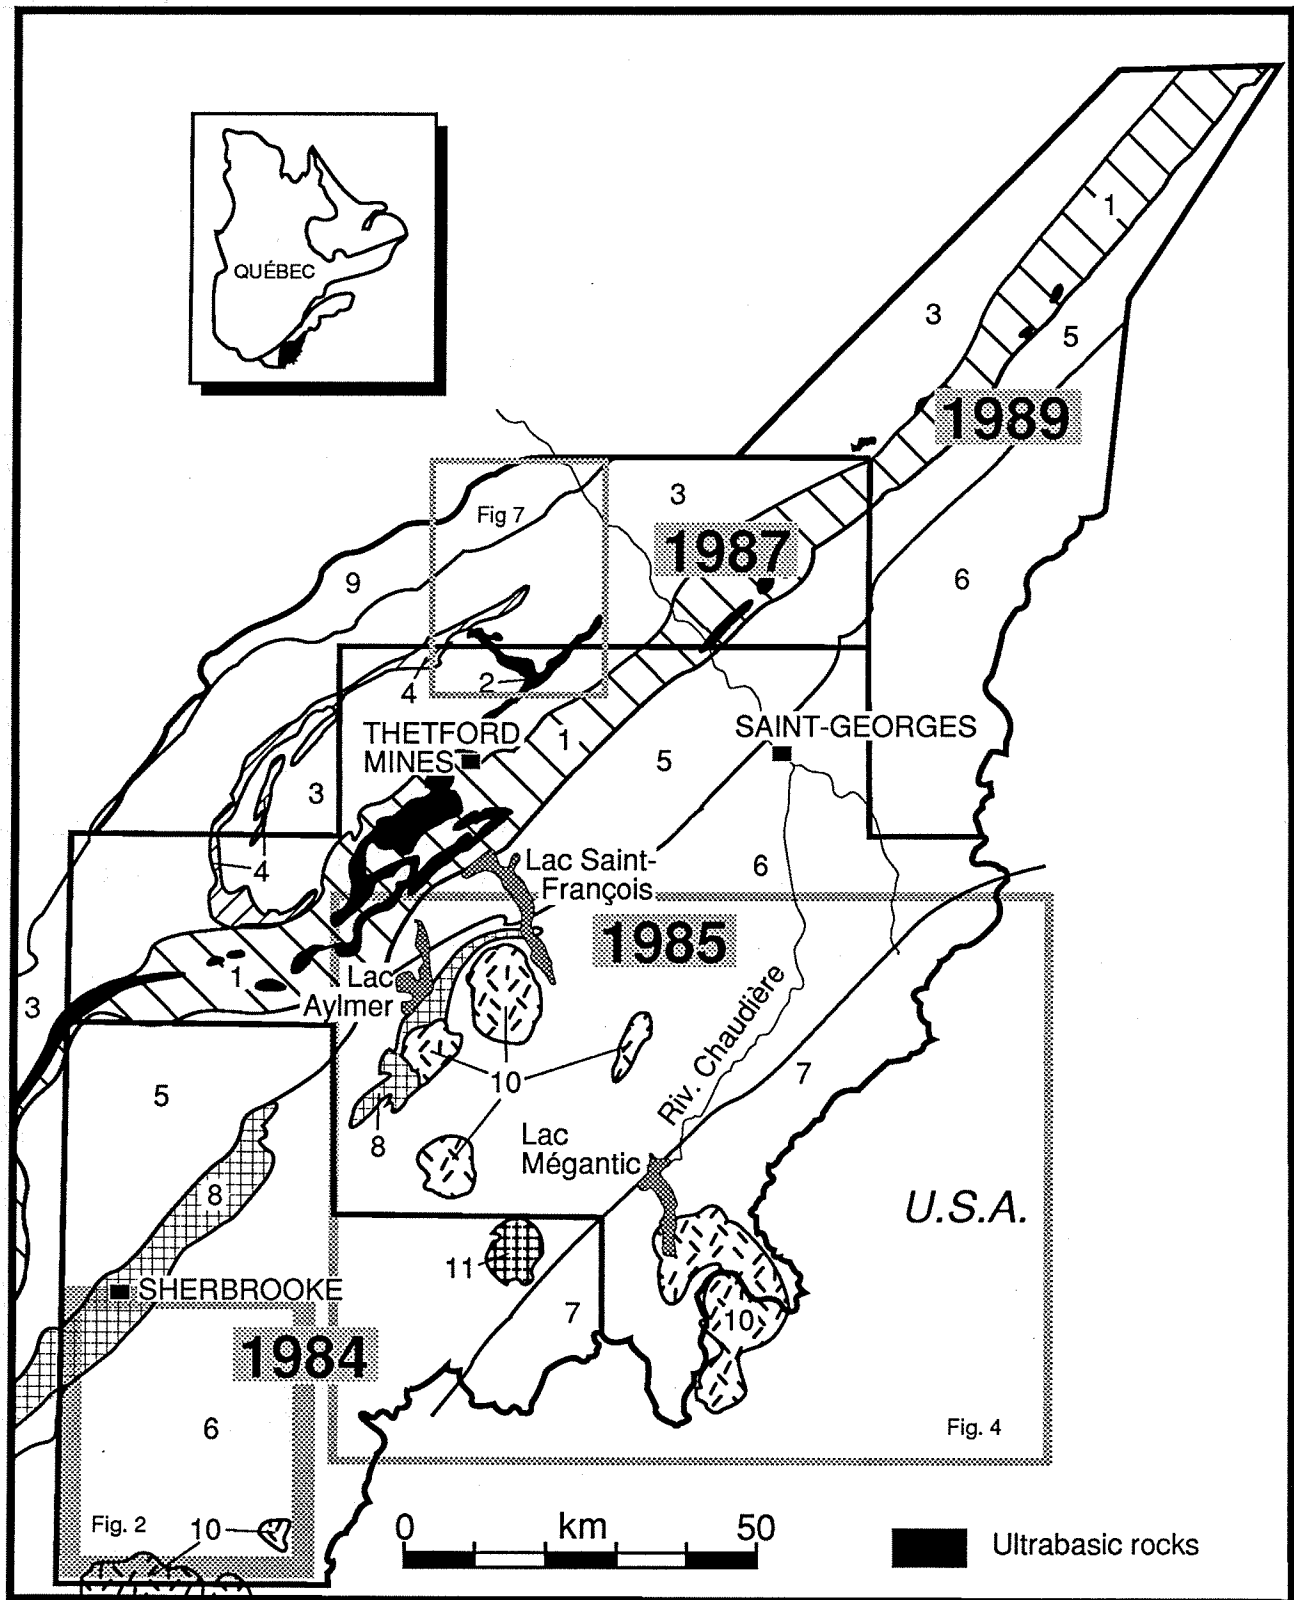 1
QUÉBEC
3
5
1989
3
Fig 7
1987
9
6
4
2
THETFORD
MINES
1
SAINT-GEORGES
5
3
4
Lac Saint-
François
6
1985
1
Lac
Aylmer
3
Riv. Chaudière
10
7
5
8
Lac
Mégantic
8
U.S.A.
11
SHERBROOKE
7
10
1984
6
Fig. 4
Fig. 2
10
0 km 50
Ultrabasic rocks